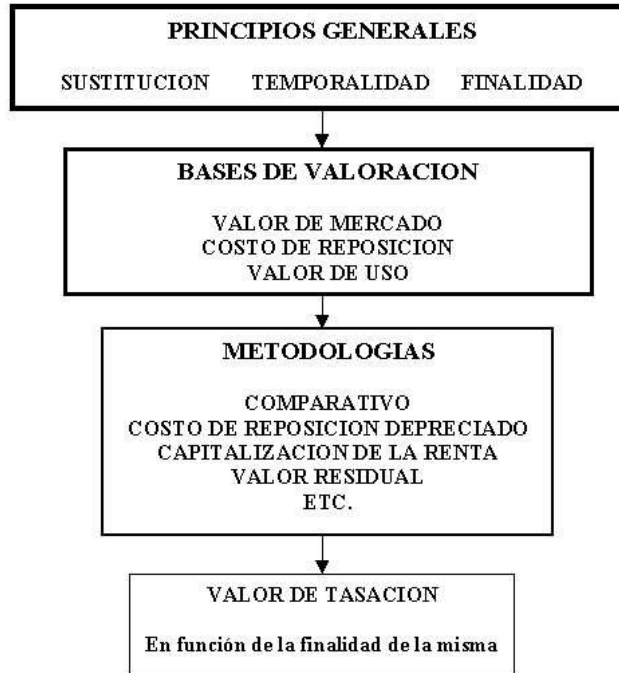 PRINCIPIOS GENERALES
SUSTITUCION TEMPORALIDAD FINALIDAD
BASES DE VALORACION
VALOR DE MERCADO
COSTO DE REPOSICION
VALOR DE USO
METODOLOGIAS
COMPARATIVO
COSTO DE REPOSICION DEPRECIADO
CAPITALIZACION DE LA RENTA
VALOR RESIDUAL
ETC.
VALOR DE TASACION
En función de la finalidad de la misma